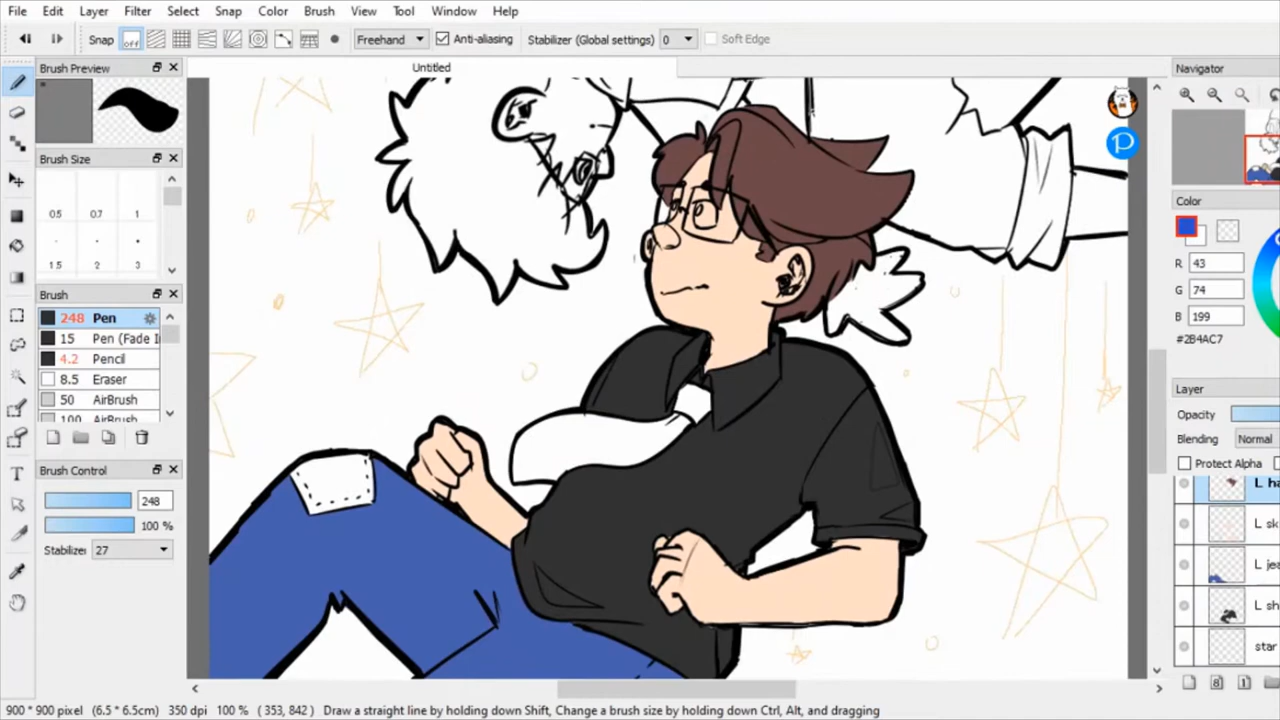 File Edit Layer Filter Select Snap Color Brush View Tool Window Help
Snap off Freehand Anti-aliasing Stabilizer (Global settings) 0 Soft Edge
Brush Preview
Untitled
Navigator
Brush Size
0.5 0.7 1
1.5 2 3
Color
R 43
G 74
B 199
#2B4AC7
Brush
248 Pen
15 Pen (Fade I
4.2 Pencil
8.5 Eraser
50 AirBrush
100 AirBrush
Brush Control
248
100 %
Stabilizer 27
Layer
Opacity
Blending Normal
Protect Alpha
L ha
L sk
L jea
L sh
star
900 * 900 pixel (6.5 * 6.5cm) 350 dpi 100 % ( 353, 842 ) Draw a straight line by holding down Shift, Change a brush size by holding down Ctrl, Alt, and dragging